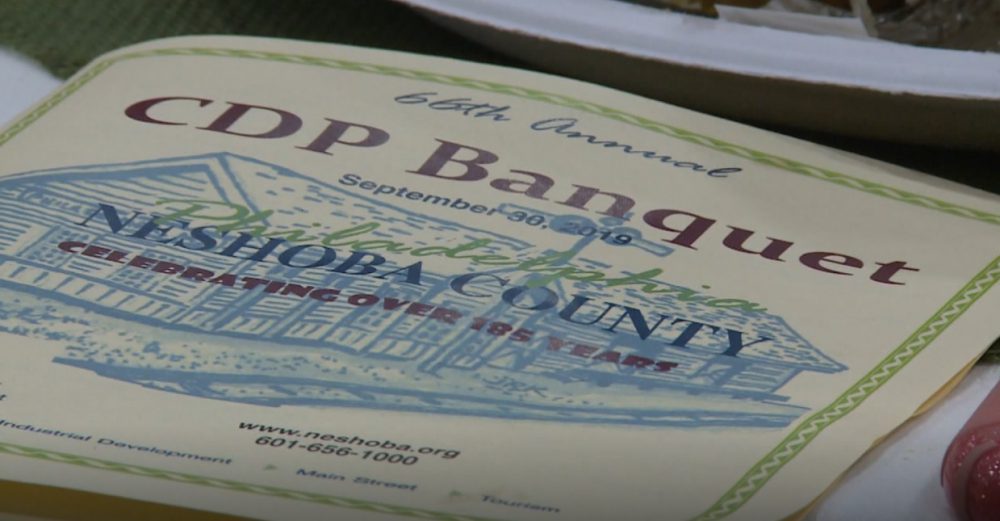 66th Annual
CDP Banquet
September 30, 2019
Philadelphia
NESHOBA COUNTY
CELEBRATING OVER 185 YEARS
www.neshoba.org
601-656-1000
Industrial Development Main Street Tourism